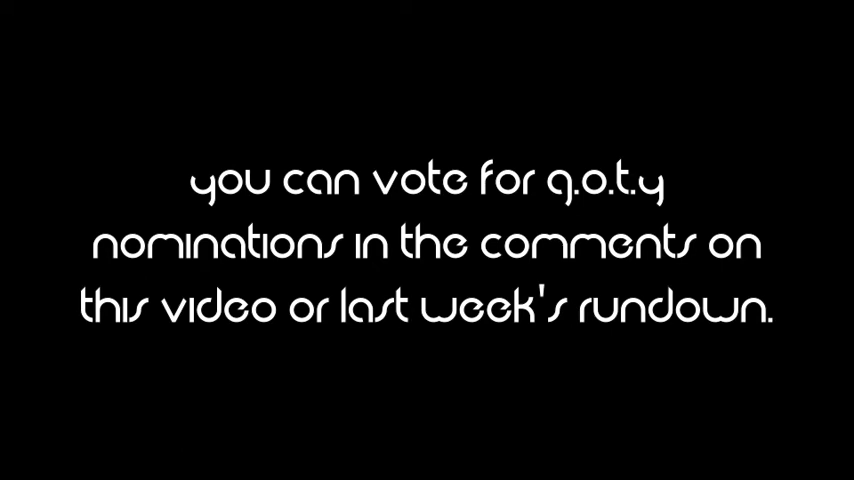 you can vote for g.o.t.y
nominations in the comments on
this video or last week's rundown.